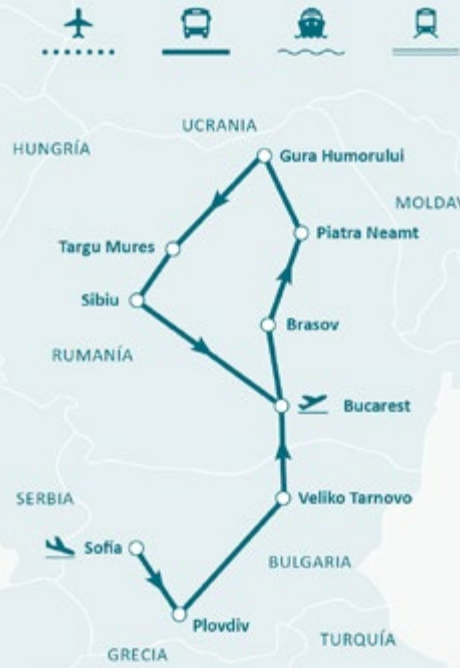 UCRANIA
HUNGRÍA
Gura Humorului
MOLDAV
Piatra Neamt
Targu Mures
Sibiu
Brasov
RUMANÍA
Bucarest
SERBIA
Veliko Tarnovo
Sofía
BULGARIA
Plovdiv
TURQUÍA
GRECIA